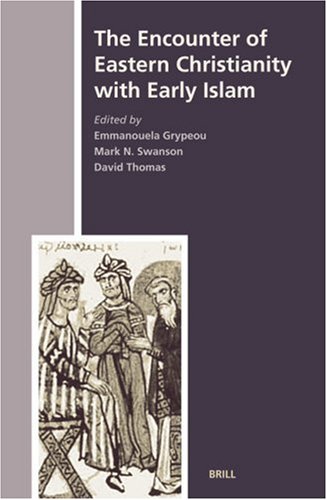 The Encounter of
Eastern Christianity
with Early Islam
Edited by
Emmanouela Grypeou
Mark N. Swanson
David Thomas
BRILL